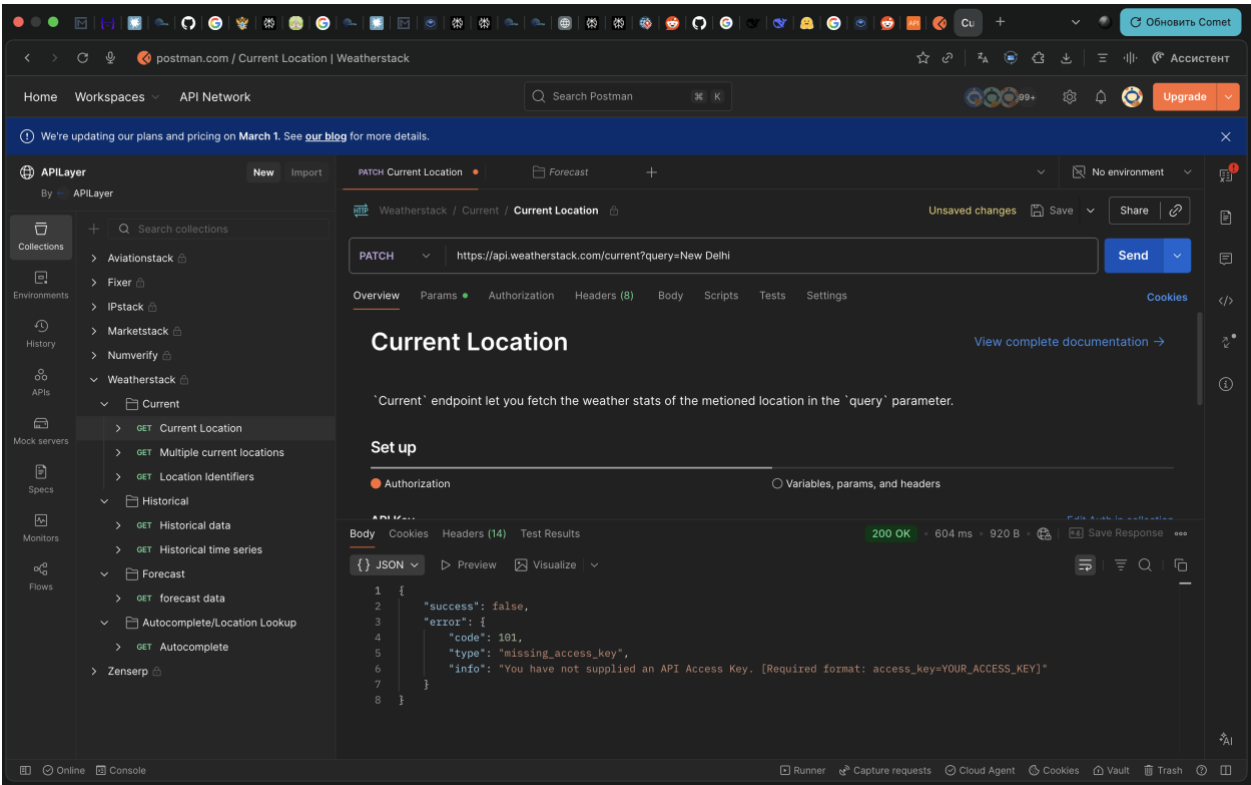 Cu
Обновить Comet
postman.com / Current Location | Weatherstack
Ассистент
Home Workspaces API Network
Search Postman ⌘ K
99+
Upgrade
We're updating our plans and pricing on March 1. See our blog for more details.
APILayer
New Import
By APILayer
PATCH Current Location
Forecast
No environment
Weatherstack / Current / Current Location
Unsaved changes Save Share
Collections
Search collections
PATCH https://api.weatherstack.com/current?query=New Delhi
Send
Aviationstack
Environments
Fixer
IPstack
History
Marketstack
Numverify
APIs
Weatherstack
Current
Mock servers
GET Current Location
GET Multiple current locations
Specs
GET Location Identifiers
Historical
Monitors
GET Historical data
GET Historical time series
Flows
Forecast
GET forecast data
Autocomplete/Location Lookup
GET Autocomplete
Zenserp
Overview Params Authorization Headers (8) Body Scripts Tests Settings
Cookies
Current Location
View complete documentation →
`Current` endpoint let you fetch the weather stats of the metioned location in the `query` parameter.
Set up
Authorization
Variables, params, and headers
API Key
Edit Auth in collection
Body Cookies Headers (14) Test Results
200 OK • 604 ms • 920 B
Save Response
{} JSON Preview Visualize
1 {
2 "success": false,
3 "error": {
4 "code": 101,
5 "type": "missing_access_key",
6 "info": "You have not supplied an API Access Key. [Required format: access_key=YOUR_ACCESS_KEY]"
7 }
8 }
AI
Online Console
Runner Capture requests Cloud Agent Cookies Vault Trash